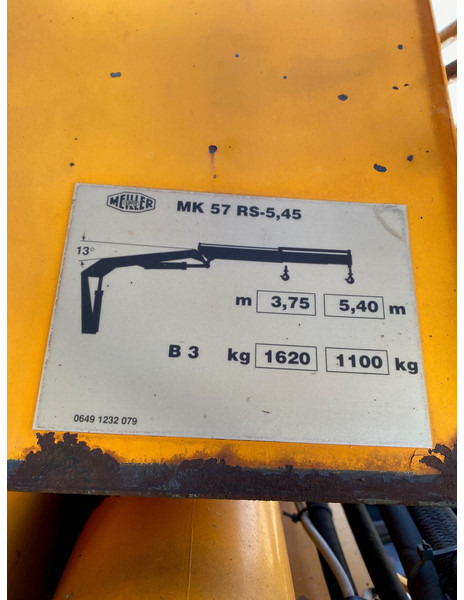 MEILLER MK 57 RS-5,45
13°
m 3,75 5,40 m
B 3 kg 1620 1100 kg
0649 1232 079